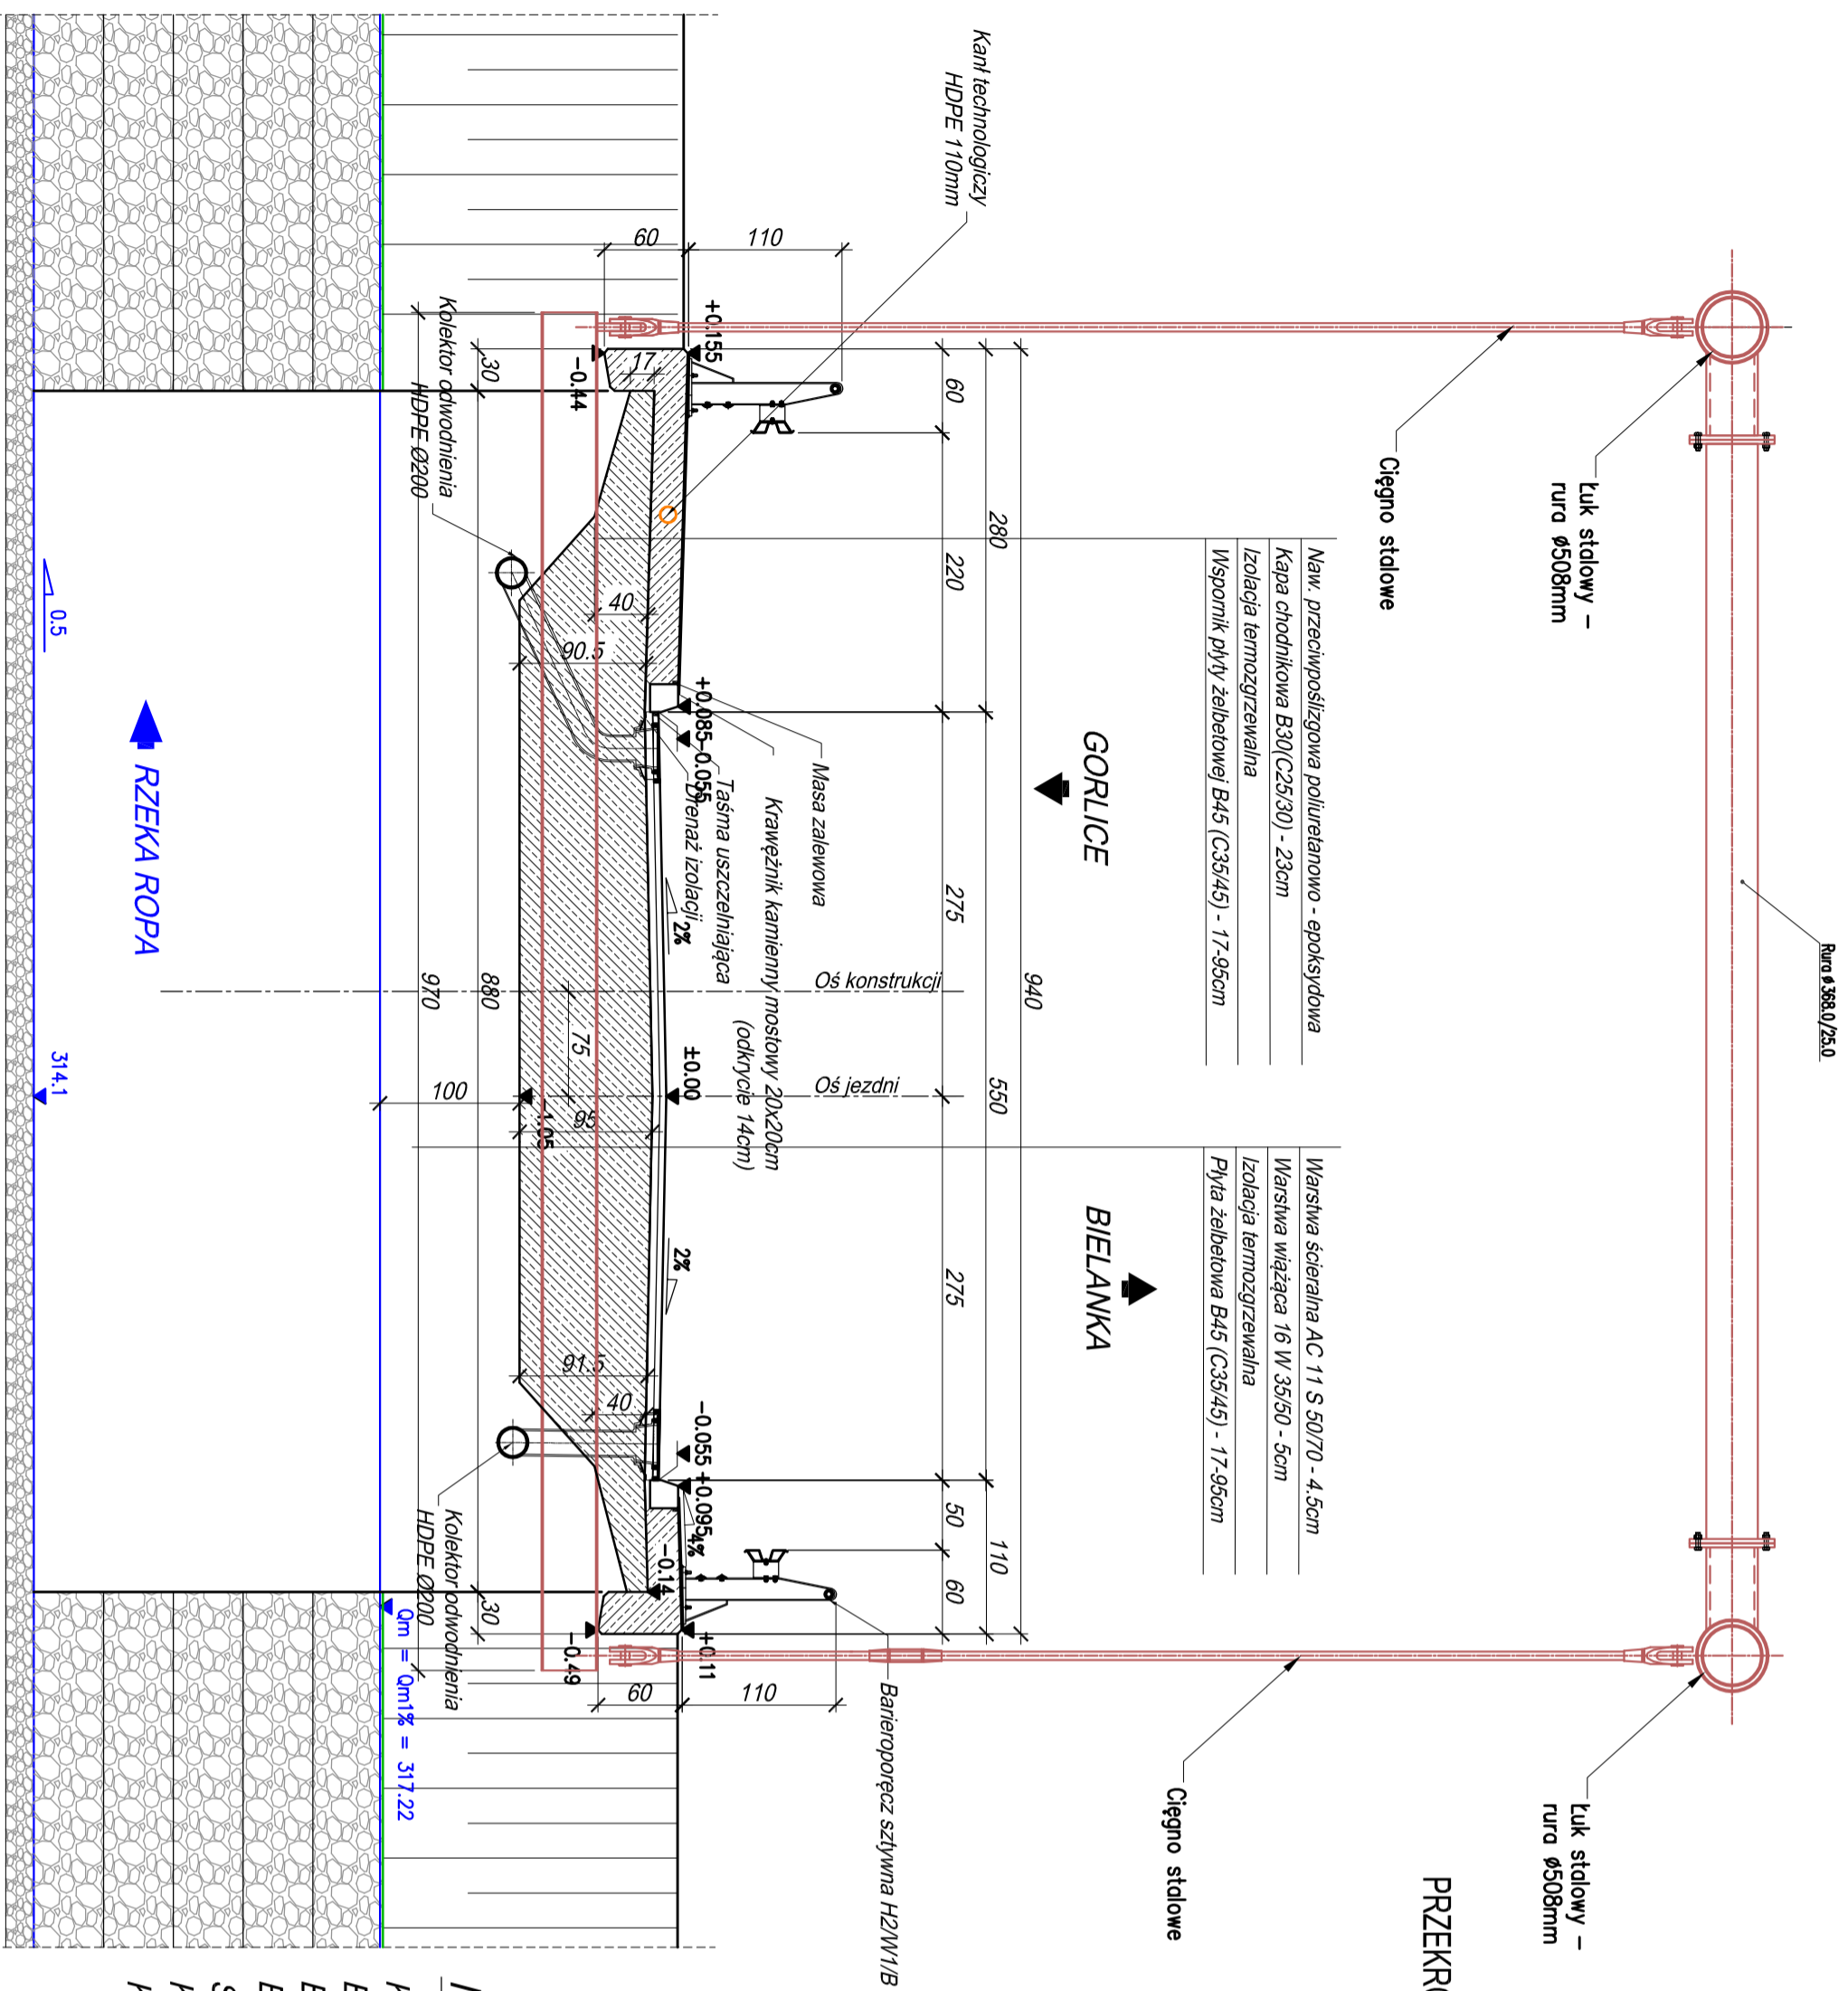 Rura ø368.0/25.0
Łuk stalowy –
rura ø508mm
Łuk stalowy –
rura ø508mm
PRZEKRO
Cięgno stalowe
Cięgno stalowe
Naw. przeciwpoślizgowa poliuretanowo - epoksydowa
Kapa chodnikowa B30(C25/30) - 23cm
Izolacja termozgrzewalna
Wspornik płyty żelbetowej B45 (C35/45) - 17-95cm
Warstwa ścieralna AC 11 S 50/70 - 4.5cm
Warstwa wiążąca 16 W 35/50 - 5cm
Izolacja termozgrzewalna
Płyta żelbetowa B45 (C35/45) - 17-95cm
GORLICE
BIELANKA
Kanł technologiczy
HDPE 110mm
940
280
550
110
60
220
275
275
50
60
Oś konstrukcji
Oś jezdni
Barieroporęcz sztywna H2/W1/B
Masa zalewowa
Krawężnik kamienny mostowy 20x20cm
(odkrycie 14cm)
Taśma uszczelniająca
Drenaż izolacji
110
60
110
60
+0.155
+0.085
-0.055
±0.00
-0.055
+0.095
+0.11
2%
2%
4%
-0.14
17
40
90.5
75
95
-1.05
91.5
40
-0.44
-0.49
30
880
30
970
100
Kolektor odwodnienia
HDPE Ø200
Kolektor odwodnienia
HDPE Ø200
Qm = Qm1% = 317.22
RZEKA ROPA
0.5
314.1